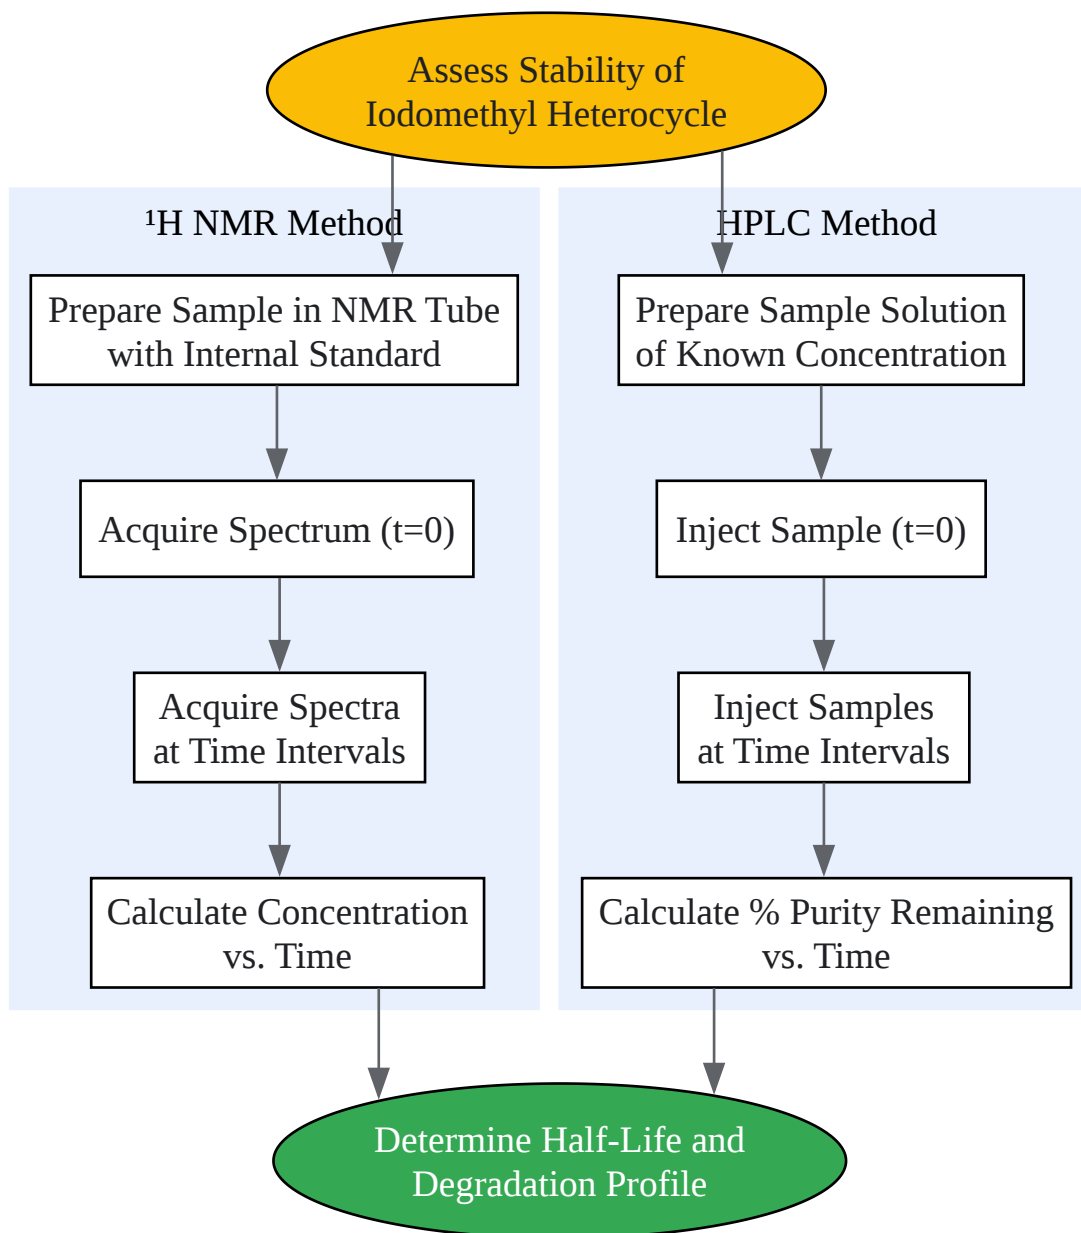 Assess Stability of
Iodomethyl Heterocycle
¹H NMR Method
Prepare Sample in NMR Tube
with Internal Standard
Acquire Spectrum (t=0)
Acquire Spectra
at Time Intervals
Calculate Concentration
vs. Time
HPLC Method
Prepare Sample Solution
of Known Concentration
Inject Sample (t=0)
Inject Samples
at Time Intervals
Calculate % Purity Remaining
vs. Time
Determine Half-Life and
Degradation Profile